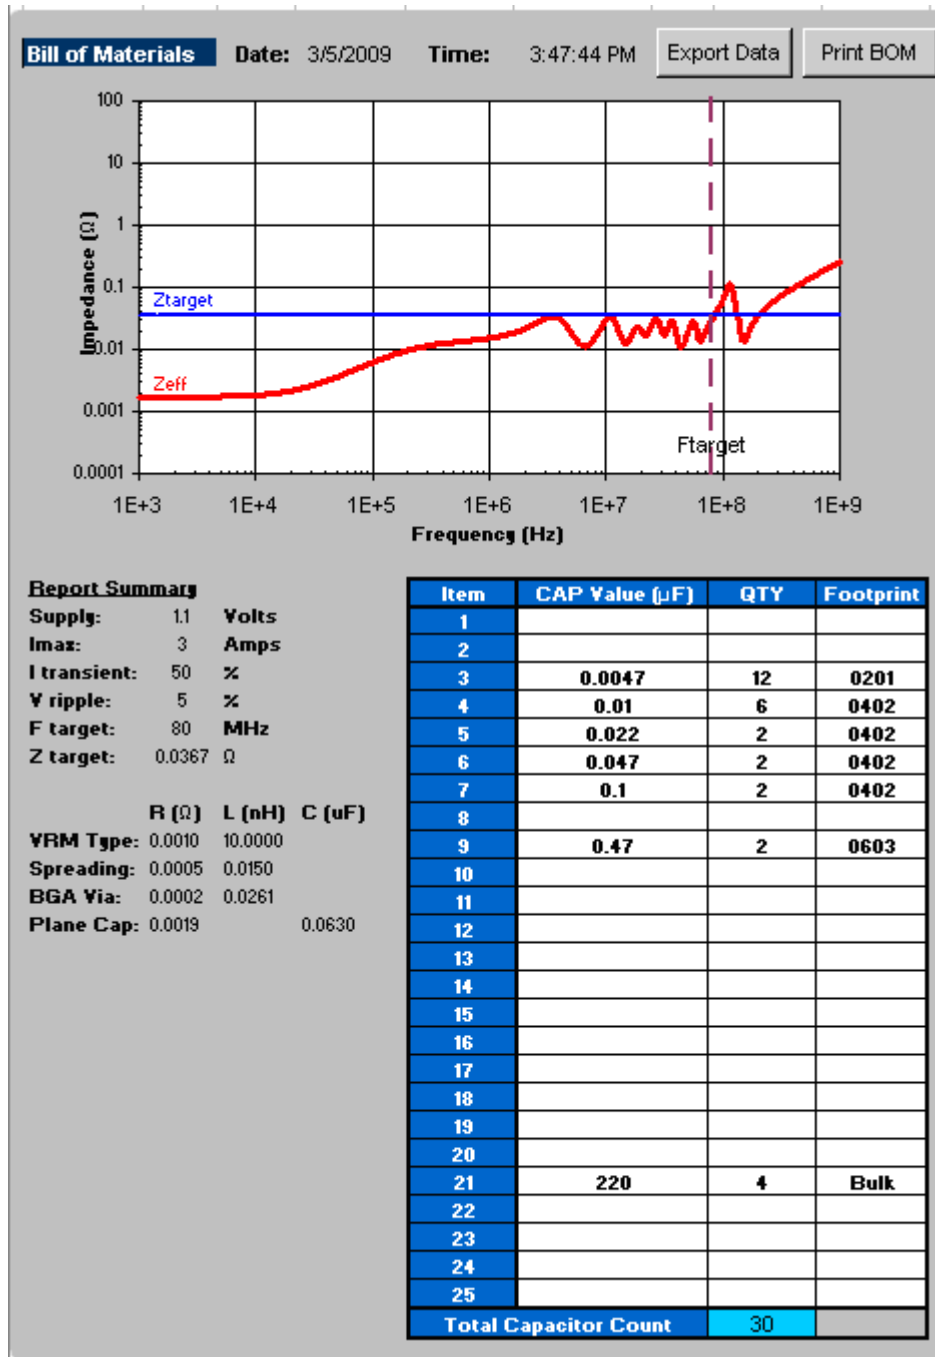 Bill of Materials Date: 3/5/2009 Time: 3:47:44 PM Export Data Print BOM
100
10
Impedance (Ω)
1
0.1
Ztarget
0.01
Zeff
0.001
Ftarget
0.0001
1E+3 1E+4 1E+5 1E+6 1E+7 1E+8 1E+9
Frequency (Hz)
Report Summary
Supply: 1.1 Volts
Imax: 3 Amps
I transient: 50 %
V ripple: 5 %
F target: 80 MHz
Z target: 0.0367 Ω
R (Ω) L (nH) C (uF)
VRM Type: 0.0010 10.0000
Spreading: 0.0005 0.0150
BGA Via: 0.0002 0.0261
Plane Cap: 0.0019 0.0630
Item CAP Value (µF) QTY Footprint
1
2
3 0.0047 12 0201
4 0.01 6 0402
5 0.022 2 0402
6 0.047 2 0402
7 0.1 2 0402
8
9 0.47 2 0603
10
11
12
13
14
15
16
17
18
19
20
21 220 4 Bulk
22
23
24
25
Total Capacitor Count 30